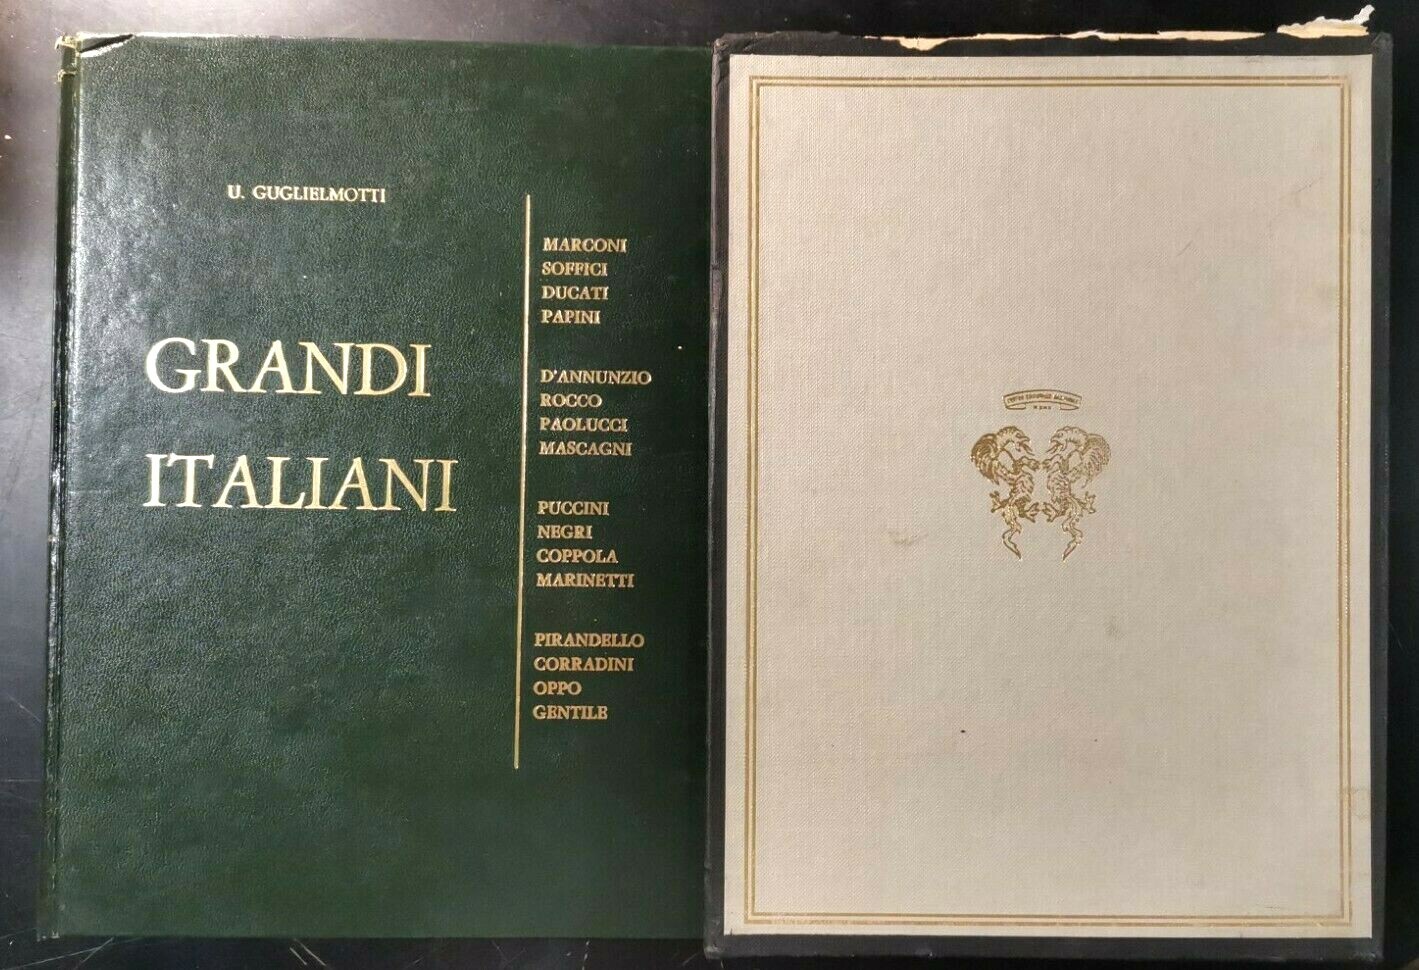 U. GUGLIELMOTTI
GRANDI
ITALIANI
MARCONI
SOFFICI
DUCATI
PAPINI
D'ANNUNZIO
ROCCO
PAOLUCCI
MASCAGNI
PUCCINI
NEGRI
COPPOLA
MARINETTI
PIRANDELLO
CORRADINI
OPPO
GENTILE
ROMA